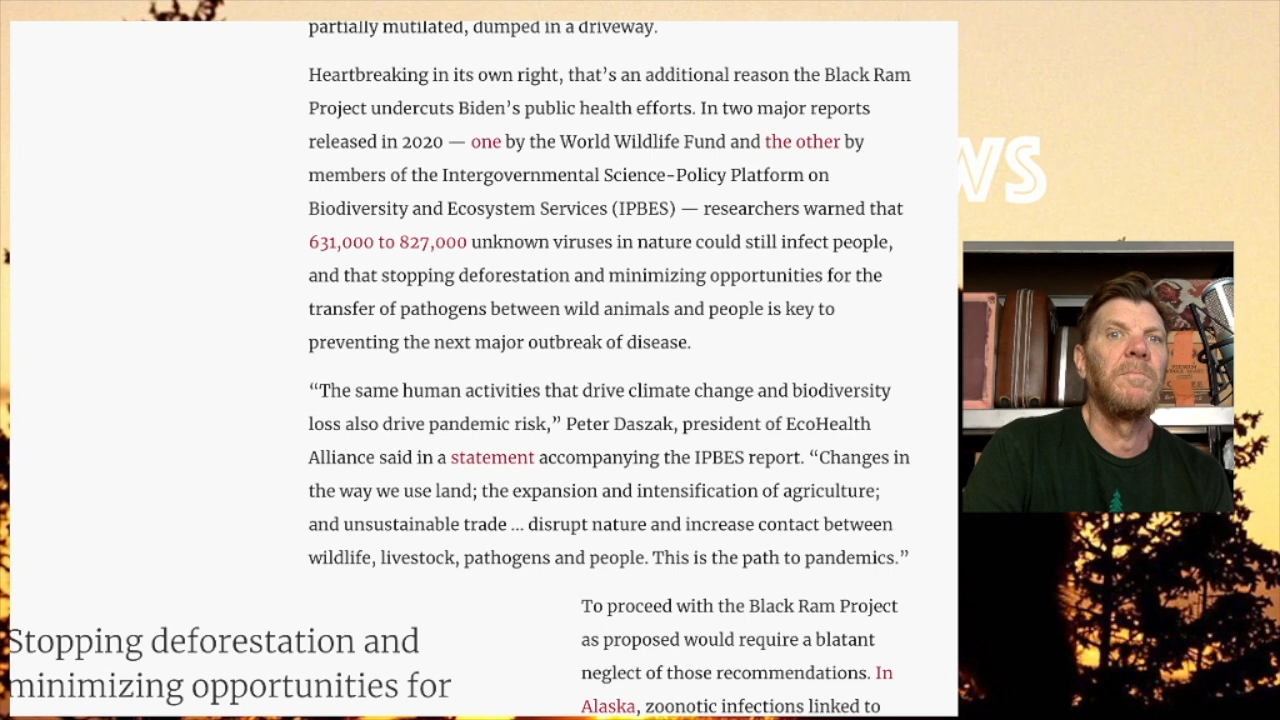 partially mutilated, dumped in a driveway.
Heartbreaking in its own right, that’s an additional reason the Black Ram
Project undercuts Biden’s public health efforts. In two major reports
released in 2020 — one by the World Wildlife Fund and the other by
members of the Intergovernmental Science-Policy Platform on
Biodiversity and Ecosystem Services (IPBES) — researchers warned that
631,000 to 827,000 unknown viruses in nature could still infect people,
and that stopping deforestation and minimizing opportunities for the
transfer of pathogens between wild animals and people is key to
preventing the next major outbreak of disease.
“The same human activities that drive climate change and biodiversity
loss also drive pandemic risk,” Peter Daszak, president of EcoHealth
Alliance said in a statement accompanying the IPBES report. “Changes in
the way we use land; the expansion and intensification of agriculture;
and unsustainable trade ... disrupt nature and increase contact between
wildlife, livestock, pathogens and people. This is the path to pandemics.”
Stopping deforestation and
minimizing opportunities for
To proceed with the Black Ram Project
as proposed would require a blatant
neglect of those recommendations. In
Alaska, zoonotic infections linked to
WS